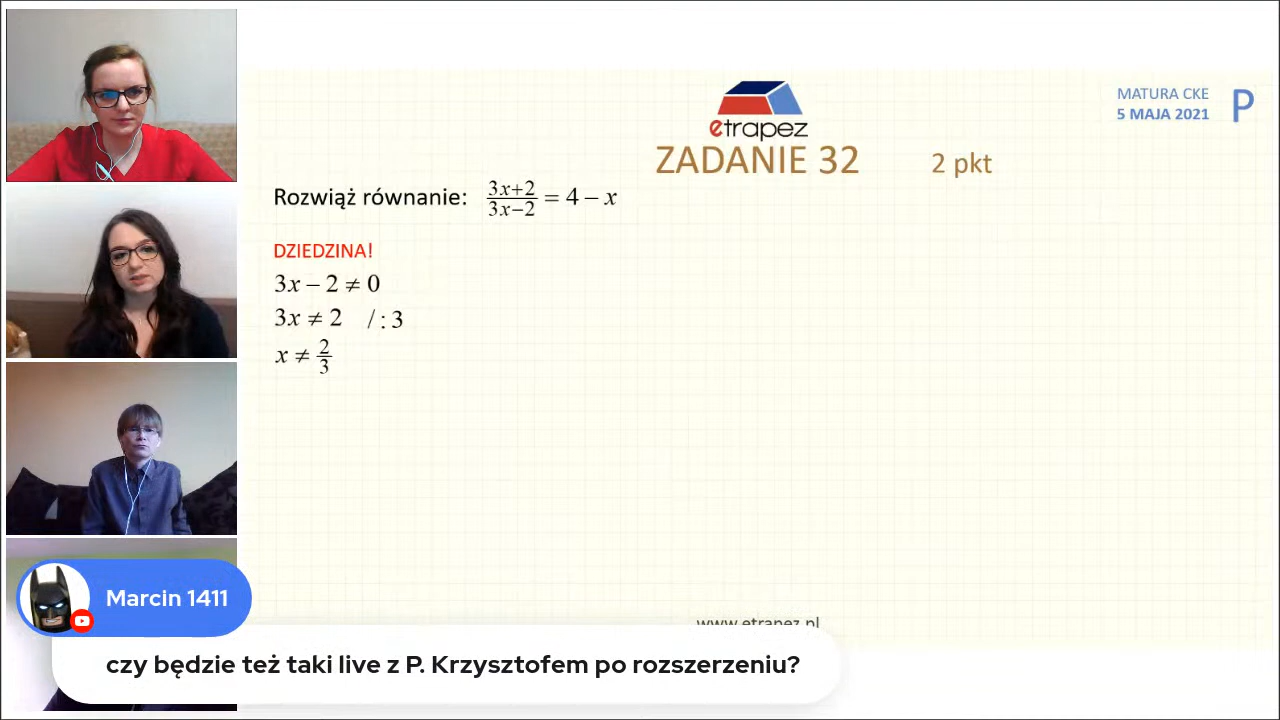 etrapez
MATURA CKE
5 MAJA 2021 P
ZADANIE 32 2 pkt
Rozwiąż równanie: \frac{3x+2}{3x-2} = 4 - x
DZIEDZINA!
3x - 2 ≠ 0
3x ≠ 2 / : 3
x ≠ \frac{2}{3}
www.etrapez.pl
Marcin 1411
czy będzie też taki live z P. Krzysztofem po rozszerzeniu?